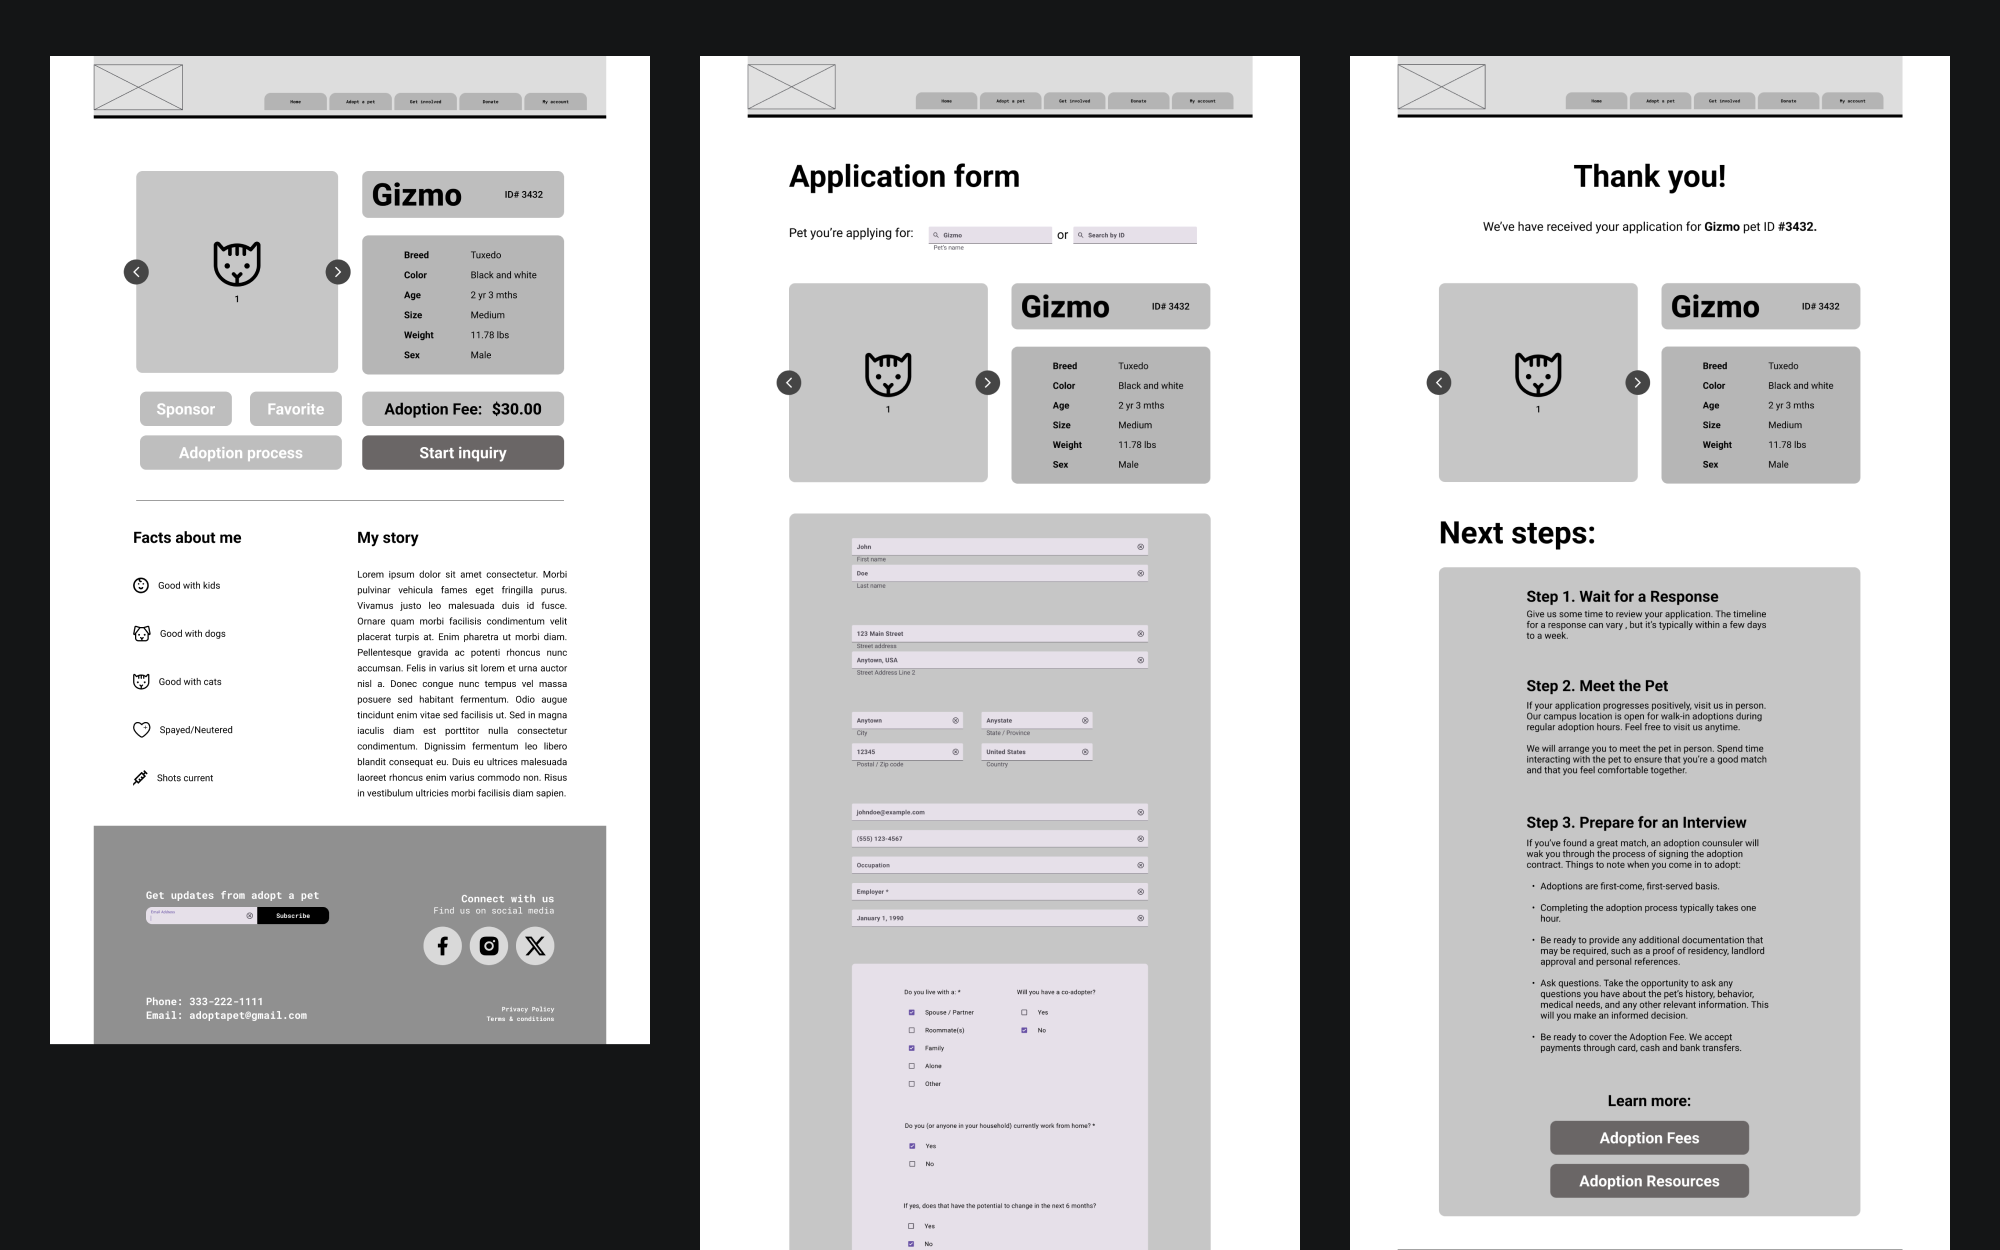 Home
Adopt a pet
Get involved
Donate
My account
Gizmo
ID# 3432
1
Breed Tuxedo
Color Black and white
Age 2 yr 3 mths
Size Medium
Weight 11.78 lbs
Sex Male
Sponsor
Favorite
Adoption Fee: $30.00
Adoption process
Start inquiry
Facts about me
Good with kids
Good with dogs
Good with cats
Spayed/Neutered
Shots current
My story
Lorem ipsum dolor sit amet consectetur. Morbi
pulvinar vehicula fames eget fringilla purus.
Vivamus justo leo malesuada duis id fusce.
Ornare quam morbi facilisis condimentum velit
placerat turpis at. Enim pharetra ut morbi diam.
Pellentesque gravida ac potenti rhoncus nunc
accumsan. Felis in varius sit lorem et urna auctor
nisl a. Donec congue nunc tempus vel massa
posuere sed habitant fermentum. Odio augue
tincidunt enim vitae sed facilisis ut. Sed in magna
iaculis diam est porttitor nulla consectetur
condimentum. Dignissim fermentum leo libero
blandit consequat eu. Duis eu ultrices malesuada
laoreet rhoncus enim varius commodo non. Risus
in vestibulum ultricies morbi facilisis diam sapien.
Get updates from adopt a pet
Email Address
Subscribe
Connect with us
Find us on social media
Phone: 333-222-1111
Email: adoptapet@gmail.com
Privacy Policy
Terms & conditions
Home
Adopt a pet
Get involved
Donate
My account
Application form
Pet you're applying for:
Gizmo
Pet's name
or
Search by ID
1
Gizmo
ID# 3432
Breed Tuxedo
Color Black and white
Age 2 yr 3 mths
Size Medium
Weight 11.78 lbs
Sex Male
John
First name
Doe
Last name
123 Main Street
Street address
Anytown, USA
Street Address Line 2
Anytown
City
Anystate
State / Province
12345
Postal / Zip code
United States
Country
johndoe@example.com
(555) 123-4567
Occupation
Employer *
January 1, 1990
Do you live with a: *
Spouse / Partner
Roommate(s)
Family
Alone
Other
Will you have a co-adopter?
Yes
No
Do you (or anyone in your household) currently work from home? *
Yes
No
If yes, does that have the potential to change in the next 6 months?
Yes
No
Home
Adopt a pet
Get involved
Donate
My account
Thank you!
We've have received your application for Gizmo pet ID #3432.
1
Gizmo
ID# 3432
Breed Tuxedo
Color Black and white
Age 2 yr 3 mths
Size Medium
Weight 11.78 lbs
Sex Male
Next steps:
Step 1. Wait for a Response
Give us some time to review your application. The timeline
for a response can vary , but it's typically within a few days
to a week.
Step 2. Meet the Pet
If your application progresses positively, visit us in person.
Our campus location is open for walk-in adoptions during
regular adoption hours. Feel free to visit us anytime.
We will arrange you to meet the pet in person. Spend time
interacting with the pet to ensure that you're a good match
and that you feel comfortable together.
Step 3. Prepare for an Interview
If you've found a great match, an adoption counsuler will
wak you through the process of signing the adoption
contract. Things to note when you come in to adopt:
• Adoptions are first-come, first-served basis.
• Completing the adoption process typically takes one
hour.
• Be ready to provide any additional documentation that
may be required, such as a proof of residency, landlord
approval and personal references.
• Ask questions. Take the opportunity to ask any
questions you have about the pet's history, behavior,
medical needs, and any other relevant information. This
will you make an informed decision.
• Be ready to cover the Adoption Fee. We accept
payments through card, cash and bank transfers.
Learn more:
Adoption Fees
Adoption Resources